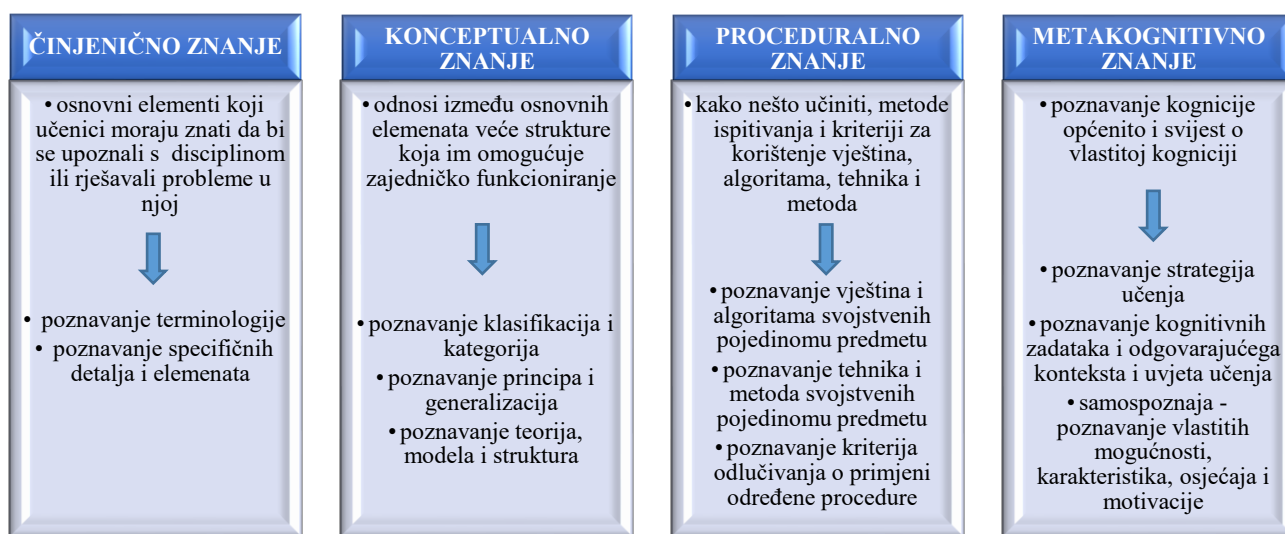 ČINJENIČNO ZNANJE
• osnovni elementi koji
učenici moraju znati da bi
se upoznali s disciplinom
ili rješavali probleme u
njoj
• poznavanje terminologije
• poznavanje specifičnih
detalja i elemenata
KONCEPTUALNO
ZNANJE
• odnosi između osnovnih
elemenata veće strukture
koja im omogućuje
zajedničko funkcioniranje
• poznavanje klasifikacija i
kategorija
• poznavanje principa i
generalizacija
• poznavanje teorija,
modela i struktura
PROCEDURALNO
ZNANJE
• kako nešto učiniti, metode
ispitivanja i kriteriji za
korištenje vještina,
algoritama, tehnika i
metoda
• poznavanje vještina i
algoritama svojstvenih
pojedinomu predmetu
• poznavanje tehnika i
metoda svojstvenih
pojedinomu predmetu
• poznavanje kriterija
odlučivanja o primjeni
određene procedure
METAKOGNITIVNO
ZNANJE
• poznavanje kognicije
općenito i svijest o
vlastitoj kogniciji
• poznavanje strategija
učenja
• poznavanje kognitivnih
zadataka i odgovarajućega
konteksta i uvjeta učenja
• samospoznaja -
poznavanje vlastitih
mogućnosti,
karakteristika, osjećaja i
motivacije